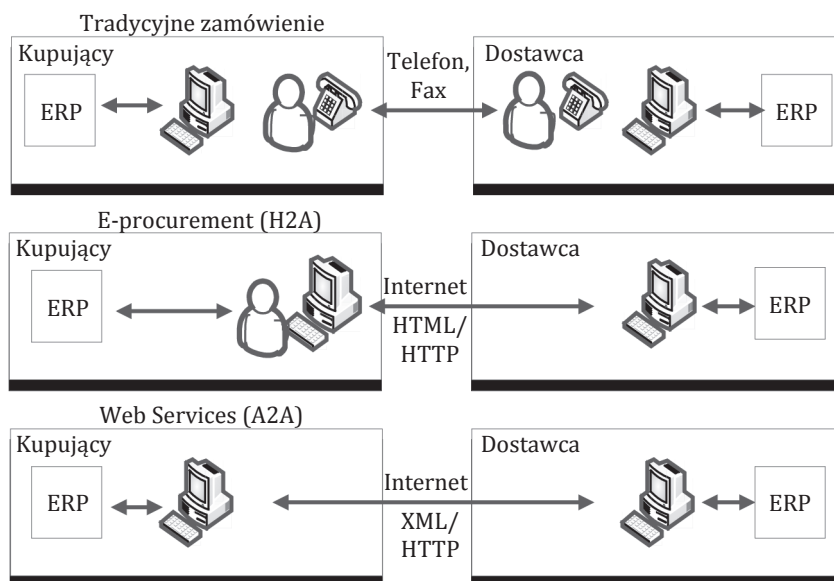 Tradycyjne zamówienie
Kupujący
ERP
Telefon,
Fax
Dostawca
ERP
E-procurement (H2A)
Kupujący
ERP
Internet
HTML/
HTTP
Dostawca
ERP
Web Services (A2A)
Kupujący
ERP
Internet
XML/
HTTP
Dostawca
ERP